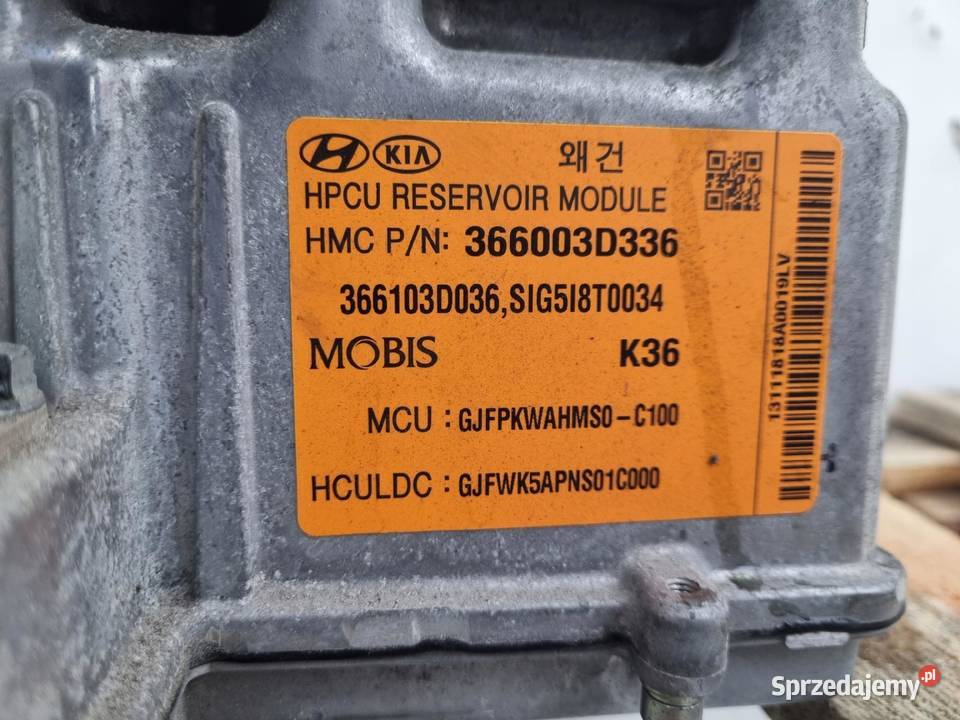 KIA 왜건
HPCU RESERVOIR MODULE
HMC P/N: 366003D336
366103D036,SIG5I8T0034
MOBIS K36
MCU : GJFPKWAHMS0-C100
HCULDC : GJFWK5APNS01C000
13111818A0019LV
Sprzedajemy.pl